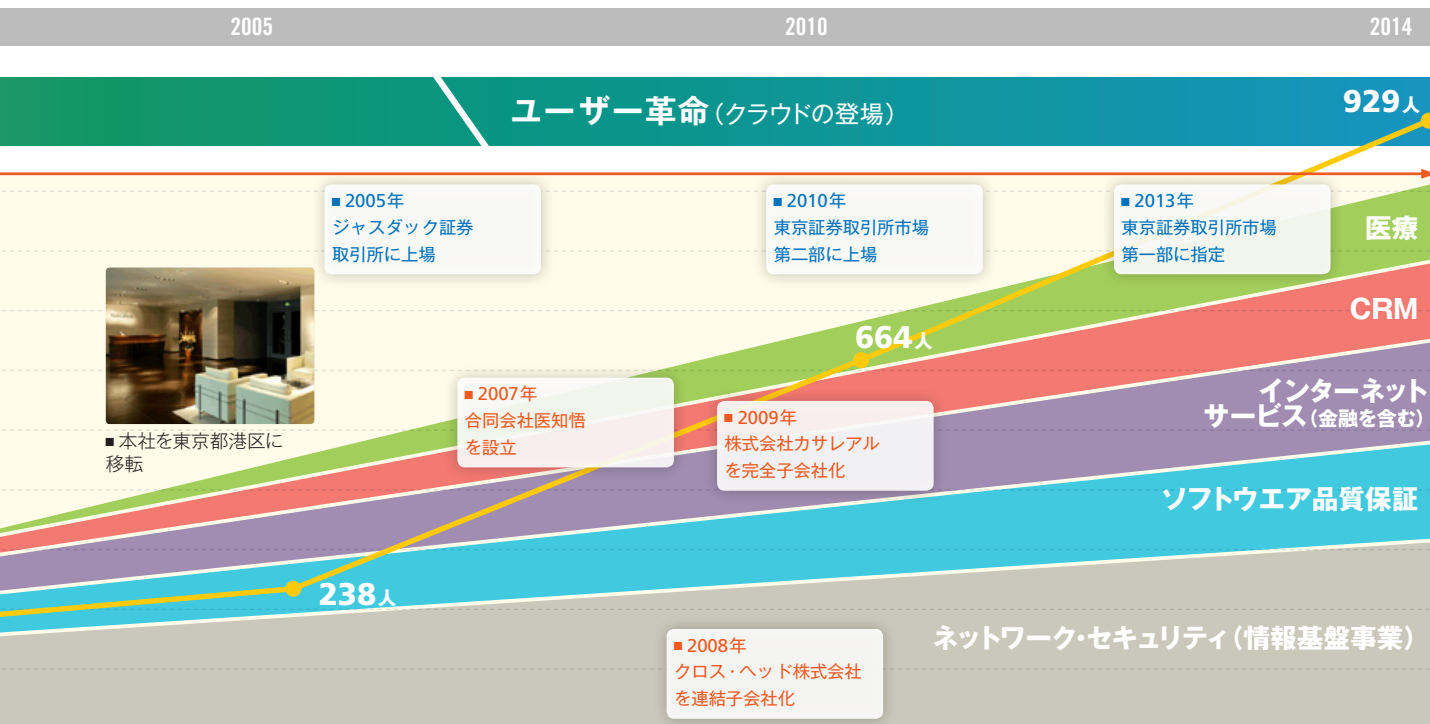 2005
2010
2014
ユーザー革命（クラウドの登場）
929人
■ 2005年
ジャスダック証券
取引所に上場
■ 2010年
東京証券取引所市場
第二部に上場
■ 2013年
東京証券取引所市場
第一部に指定
医療
CRM
664人
■ 2007年
合同会社医知悟
を設立
■ 2009年
株式会社カサレアル
を完全子会社化
インターネット
サービス（金融を含む）
■ 本社を東京都港区に
移転
ソフトウエア品質保証
238人
ネットワーク・セキュリティ（情報基盤事業）
■ 2008年
クロス・ヘッド株式会社
を連結子会社化